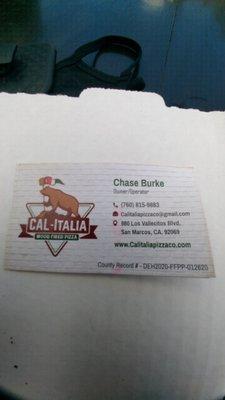 CAL-ITALIA
WOOD FIRED PIZZA
Chase Burke
Owner/Operator
(760) 815-9883
Calitaliapizzaco@gmail.com
980 Los Vallecitos Blvd.
San Marcos, CA, 92069
www.Calitaliapizzaco.com
County Record # - DEH2020-FFPP-012620